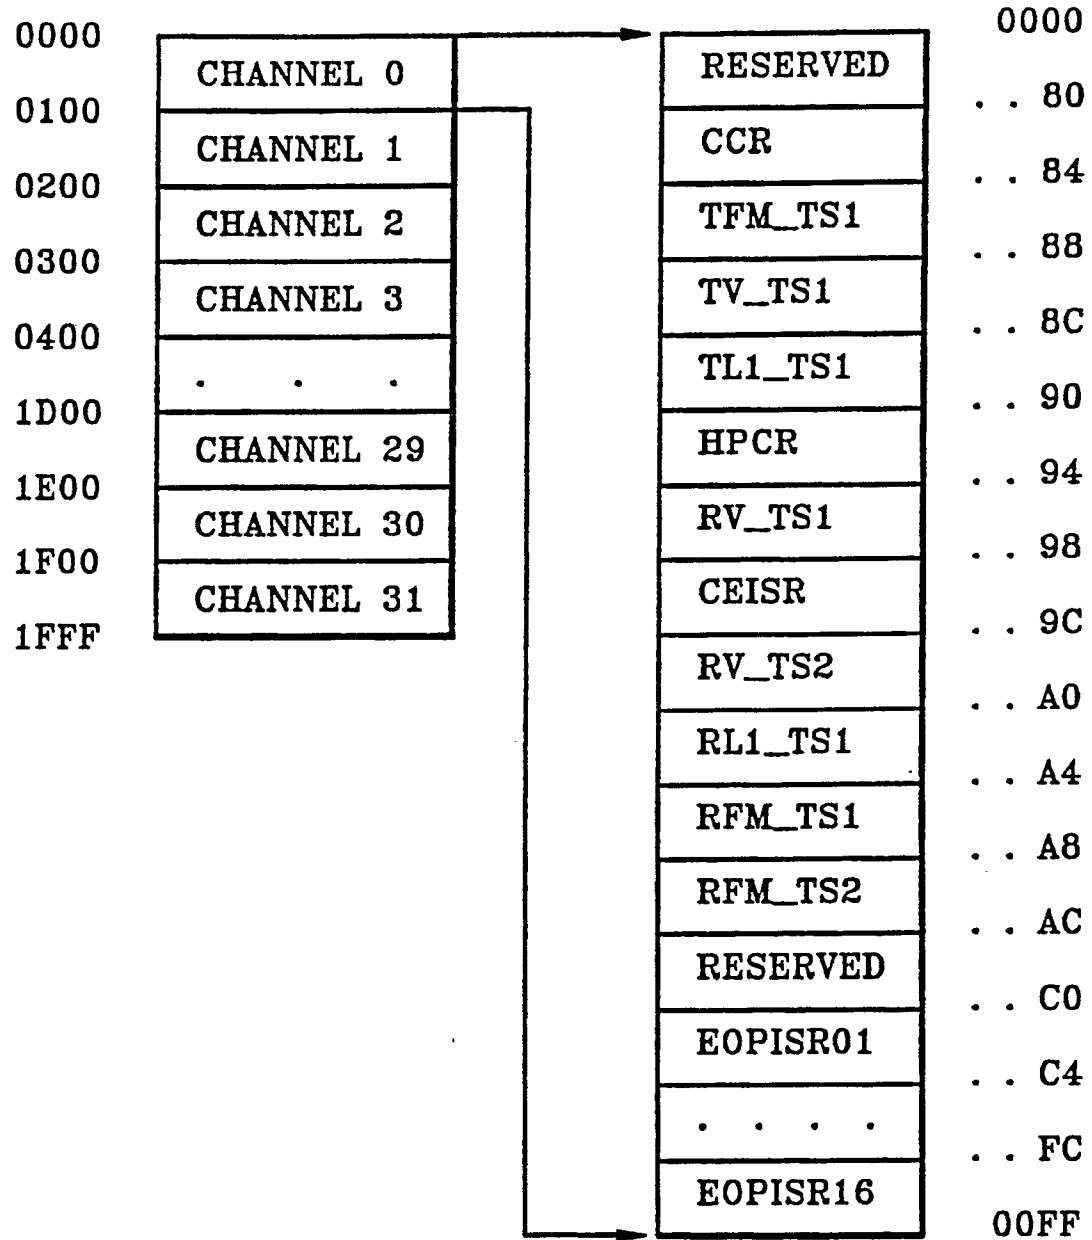 0000
CHANNEL 0
0100
CHANNEL 1
0200
CHANNEL 2
0300
CHANNEL 3
0400
. . .
1D00
CHANNEL 29
1E00
CHANNEL 30
1F00
CHANNEL 31
1FFF
0000
RESERVED
. . 80
CCR
. . 84
TFM_TS1
. . 88
TV_TS1
. . 8C
TL1_TS1
. . 90
HPCR
. . 94
RV_TS1
. . 98
CEISR
. . 9C
RV_TS2
. . A0
RL1_TS1
. . A4
RFM_TS1
. . A8
RFM_TS2
. . AC
RESERVED
. . C0
EOPISR01
. . C4
. . . .
. . FC
EOPISR16
00FF